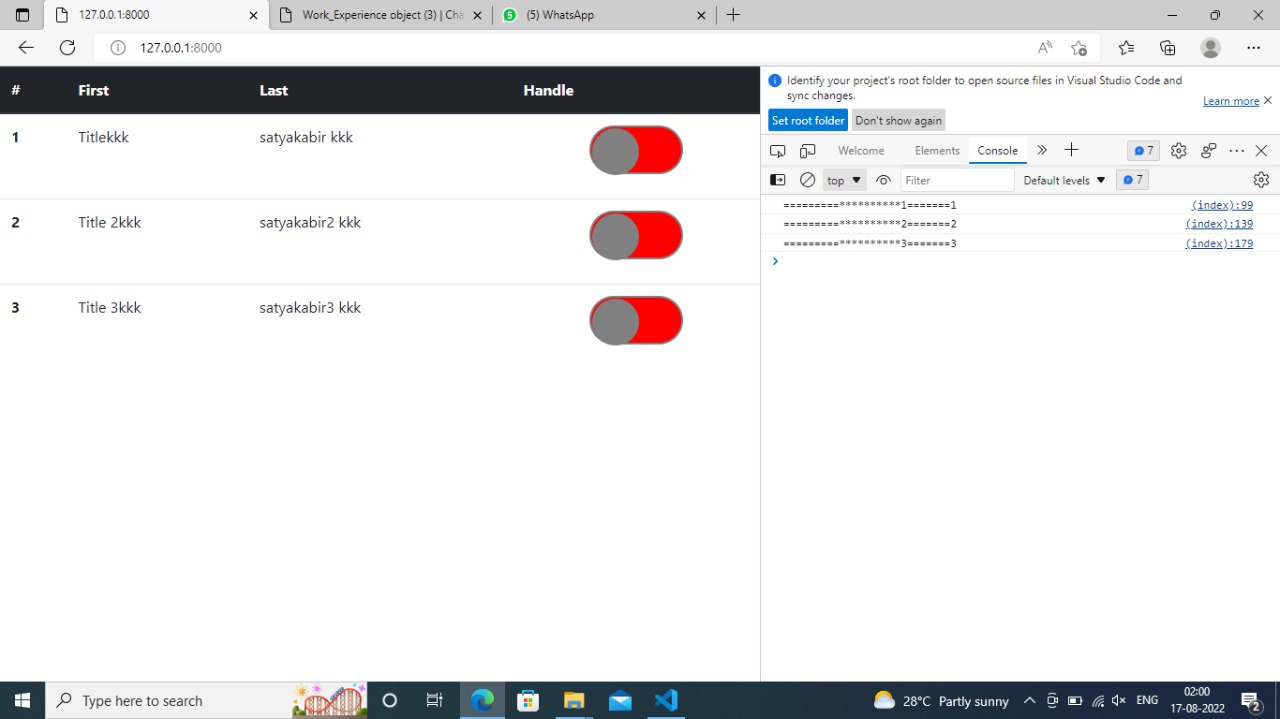 127.0.0.1:8000
Work_Experience object (3) | Cha
(5) WhatsApp
127.0.0.1:8000
# First Last Handle
1 Titlekkk satyakabir kkk
2 Title 2kkk satyakabir2 kkk
3 Title 3kkk satyakabir3 kkk
Identify your project's root folder to open source files in Visual Studio Code and
sync changes.
Learn more
Set root folder Don't show again
Welcome Elements Console 7
top Filter Default levels 7
=========**********1=======1 (index):99
=========**********2=======2 (index):139
=========**********3=======3 (index):179
Type here to search
28°C Partly sunny
ENG
02:00
17-08-2022
2